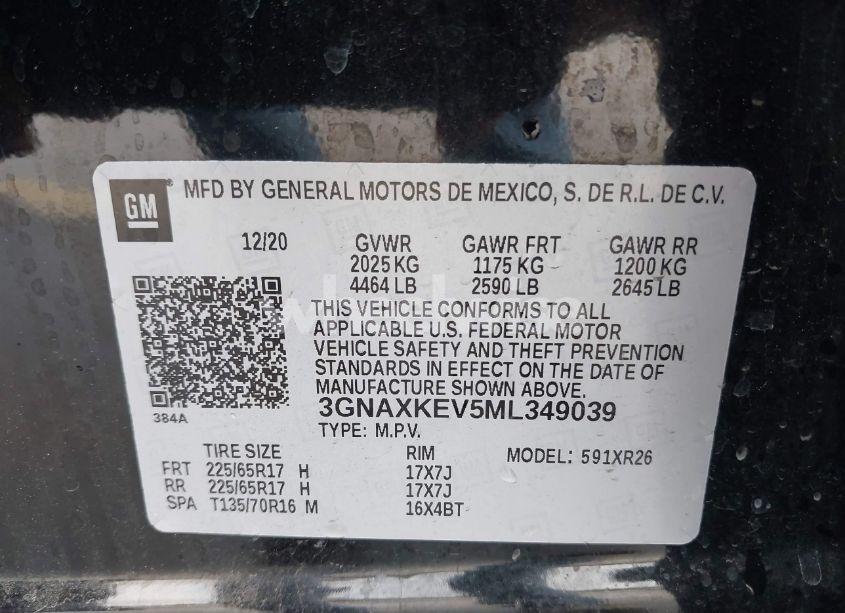 GM
MFD BY GENERAL MOTORS DE MEXICO, S. DE R.L. DE C.V.
12/20 GVWR GAWR FRT GAWR RR
2025 KG 1175 KG 1200 KG
4464 LB 2590 LB 2645 LB
THIS VEHICLE CONFORMS TO ALL
APPLICABLE U.S. FEDERAL MOTOR
VEHICLE SAFETY AND THEFT PREVENTION
STANDARDS IN EFFECT ON THE DATE OF
MANUFACTURE SHOWN ABOVE.
384A
3GNAXKEV5ML349039
TYPE: M.P.V.
TIRE SIZE RIM MODEL: 591XR26
FRT 225/65R17 H 17X7J
RR 225/65R17 H 17X7J
SPA T135/70R16 M 16X4BT